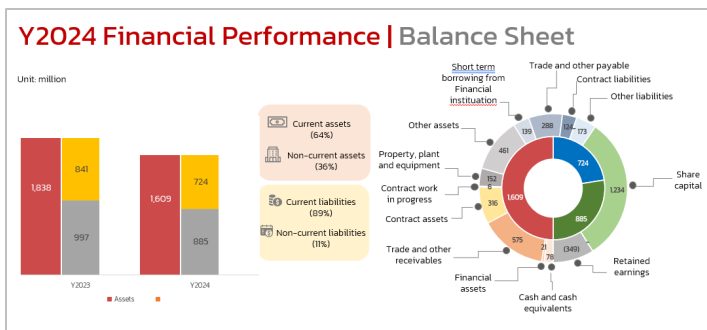 Y2024 Financial Performance | Balance Sheet
Unit: million
1,838
841
997
1,609
724
885
Y2023
Y2024
Assets
Current assets
(64%)
Non-current assets
(36%)
Current liabilities
(89%)
Non-current liabilities
(11%)
Short term
borrowing from
Financial
instituation
Trade and other payable
Contract liabilities
Other liabilities
Share
capital
Retained
earnings
Cash and cash
equivalents
Financial
assets
Trade and other
receivables
Contract assets
Contract work
in progress
Property, plant
and equipment
Other assets
139
288
124
173
1,234
(349)
78
21
575
316
6
152
461
1,609
724
885